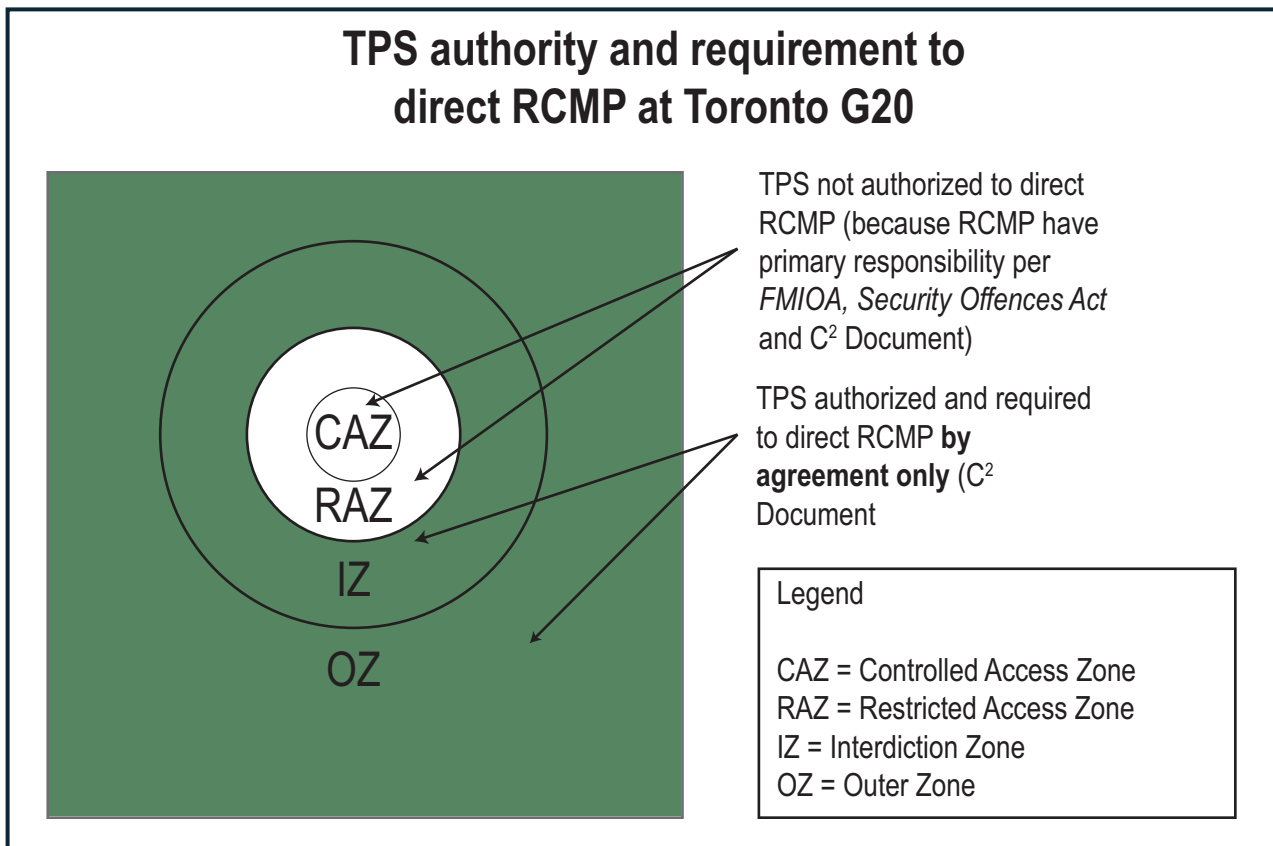 TPS authority and requirement to
direct RCMP at Toronto G20
TPS not authorized to direct
RCMP (because RCMP have
primary responsibility per
FMIOA, Security Offences Act
and C² Document)
TPS authorized and required
to direct RCMP by
agreement only (C²
Document
CAZ
RAZ
IZ
OZ
Legend
CAZ = Controlled Access Zone
RAZ = Restricted Access Zone
IZ = Interdiction Zone
OZ = Outer Zone